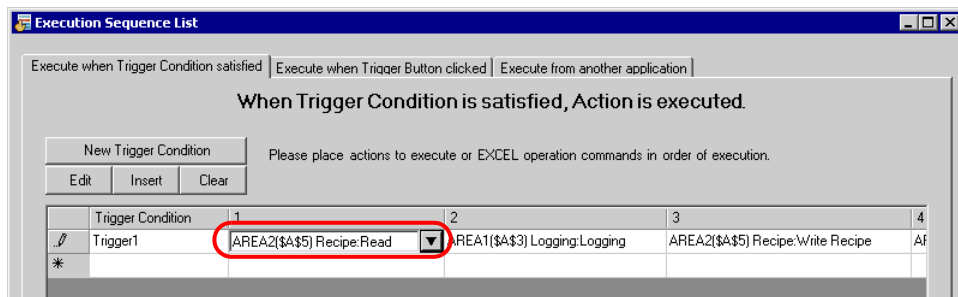 Execution Sequence List
Execute when Trigger Condition satisfied Execute when Trigger Button clicked Execute from another application
When Trigger Condition is satisfied, Action is executed.
New Trigger Condition
Please place actions to execute or EXCEL operation commands in order of execution.
Edit Insert Clear
Trigger Condition 1 2 3 4
Trigger1 AREA2($A$5) Recipe:Read AREA1($A$3) Logging:Logging AREA2($A$5) Recipe:Write Recipe
*